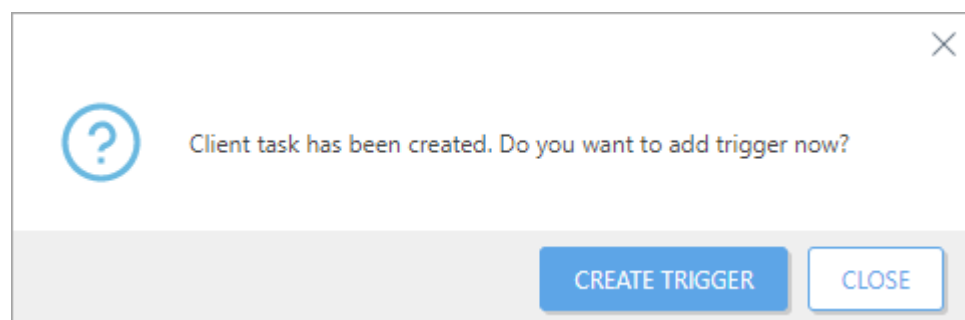 Client task has been created. Do you want to add trigger now?
CREATE TRIGGER
CLOSE